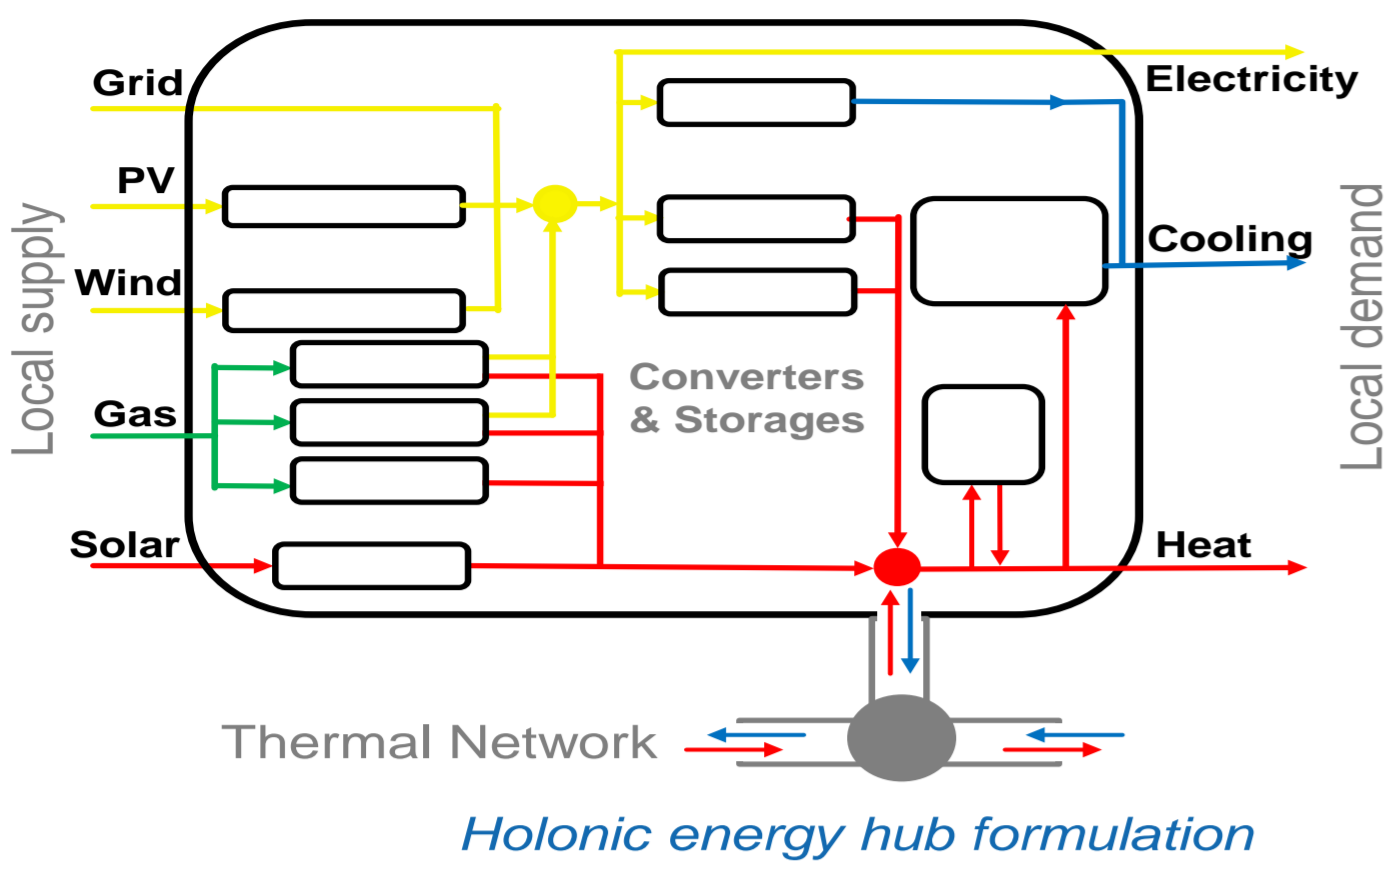 Grid
Electricity
PV
Local supply
Local demand
Cooling
Wind
Converters
& Storages
Gas
Solar
Heat
Thermal Network
Holonic energy hub formulation